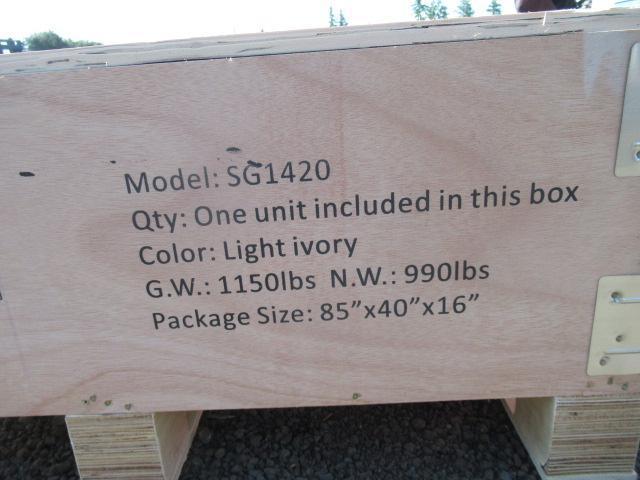 Model: SG1420
Qty: One unit included in this box
Color: Light ivory
G.W.: 1150lbs N.W.: 990lbs
Package Size: 85”x40”x16”